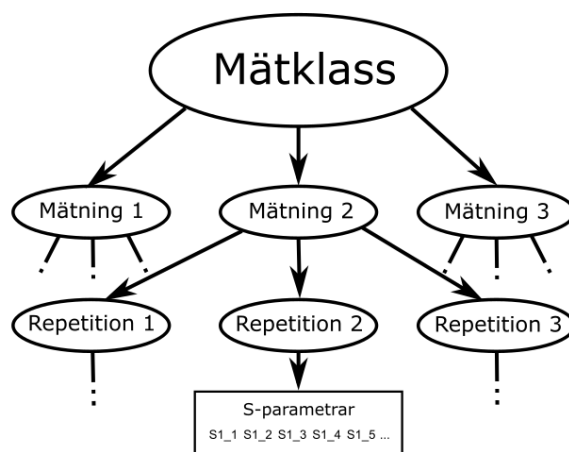 Mätklass
Mätning 1
Mätning 2
Mätning 3
Repetition 1
Repetition 2
Repetition 3
S-parametrar
S1_1 S1_2 S1_3 S1_4 S1_5 ...